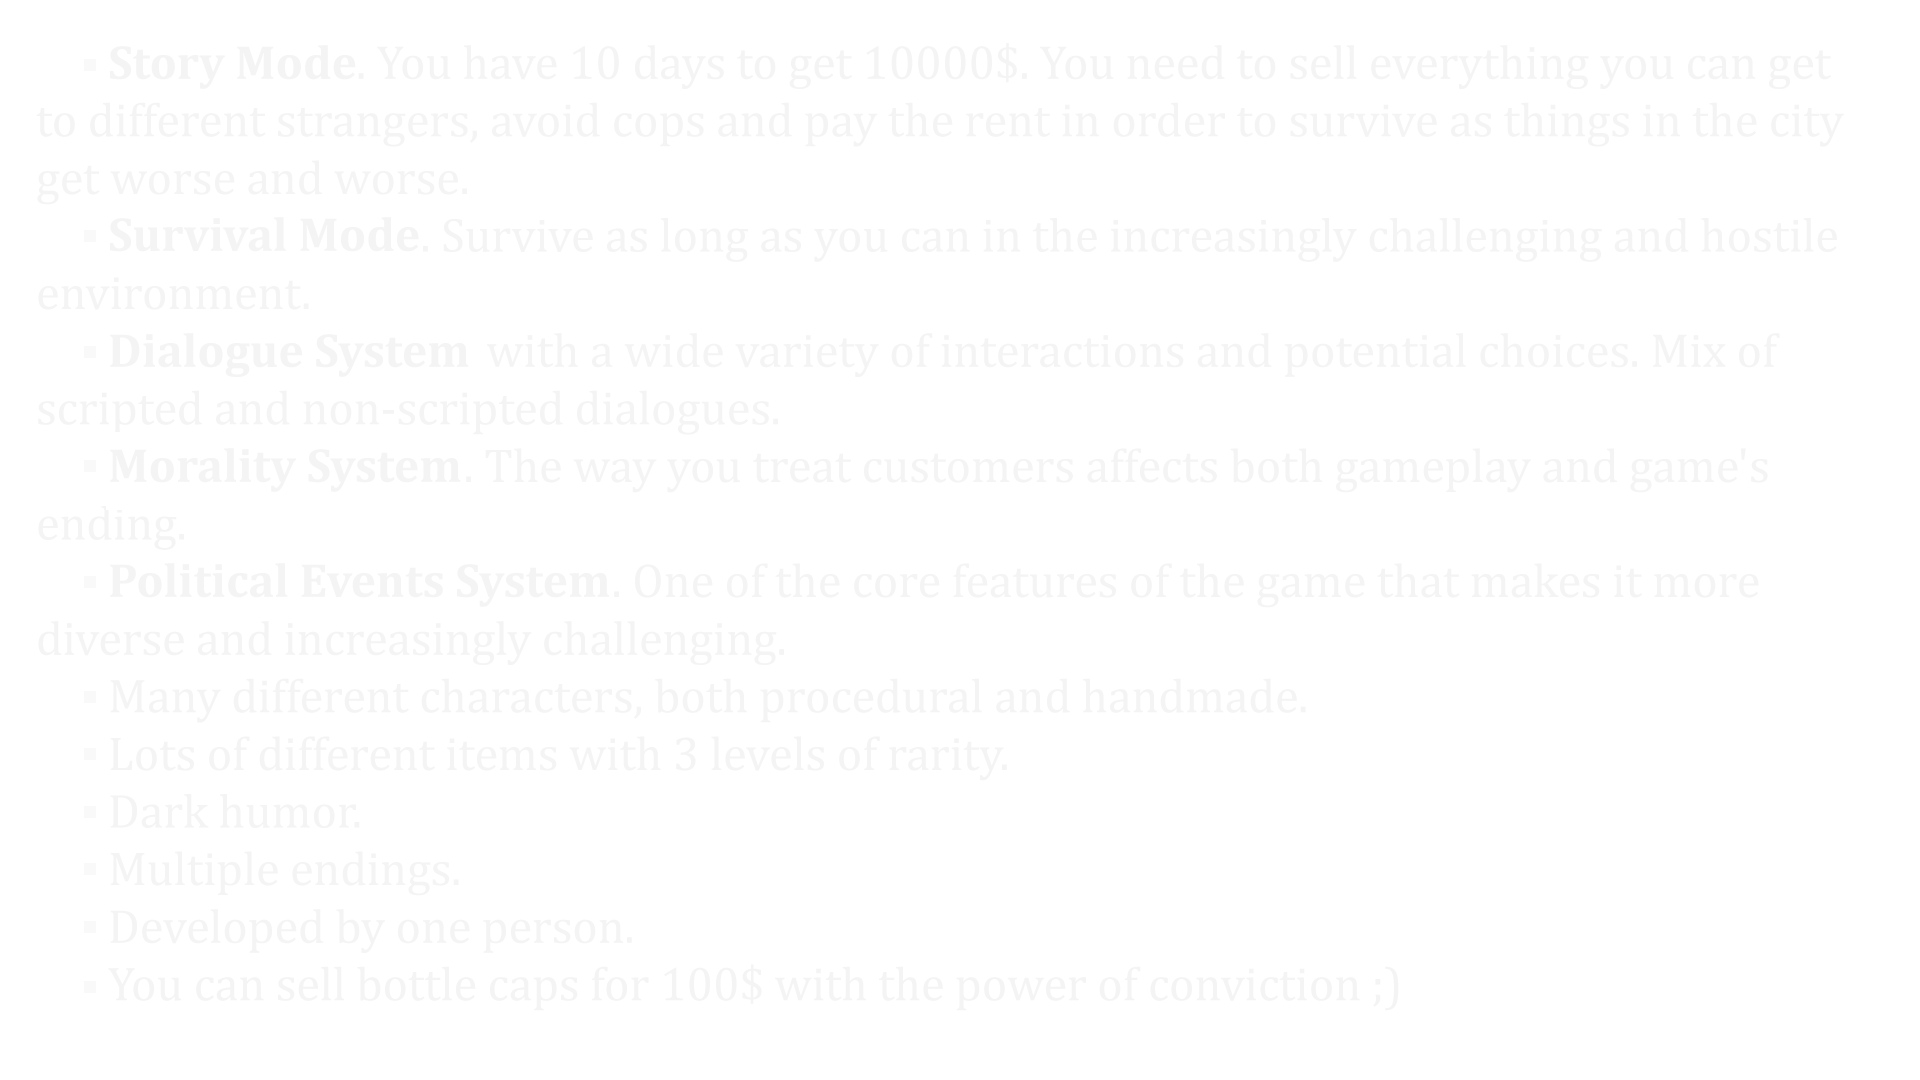 ▪ Story Mode. You have 10 days to get 10000$. You need to sell everything you can get
to different strangers, avoid cops and pay the rent in order to survive as things in the city
get worse and worse.
▪ Survival Mode. Survive as long as you can in the increasingly challenging and hostile
environment.
▪ Dialogue System with a wide variety of interactions and potential choices. Mix of
scripted and non-scripted dialogues.
▪ Morality System. The way you treat customers affects both gameplay and game's
ending.
▪ Political Events System. One of the core features of the game that makes it more
diverse and increasingly challenging.
▪ Many different characters, both procedural and handmade.
▪ Lots of different items with 3 levels of rarity.
▪ Dark humor.
▪ Multiple endings.
▪ Developed by one person.
▪ You can sell bottle caps for 100$ with the power of conviction ;)